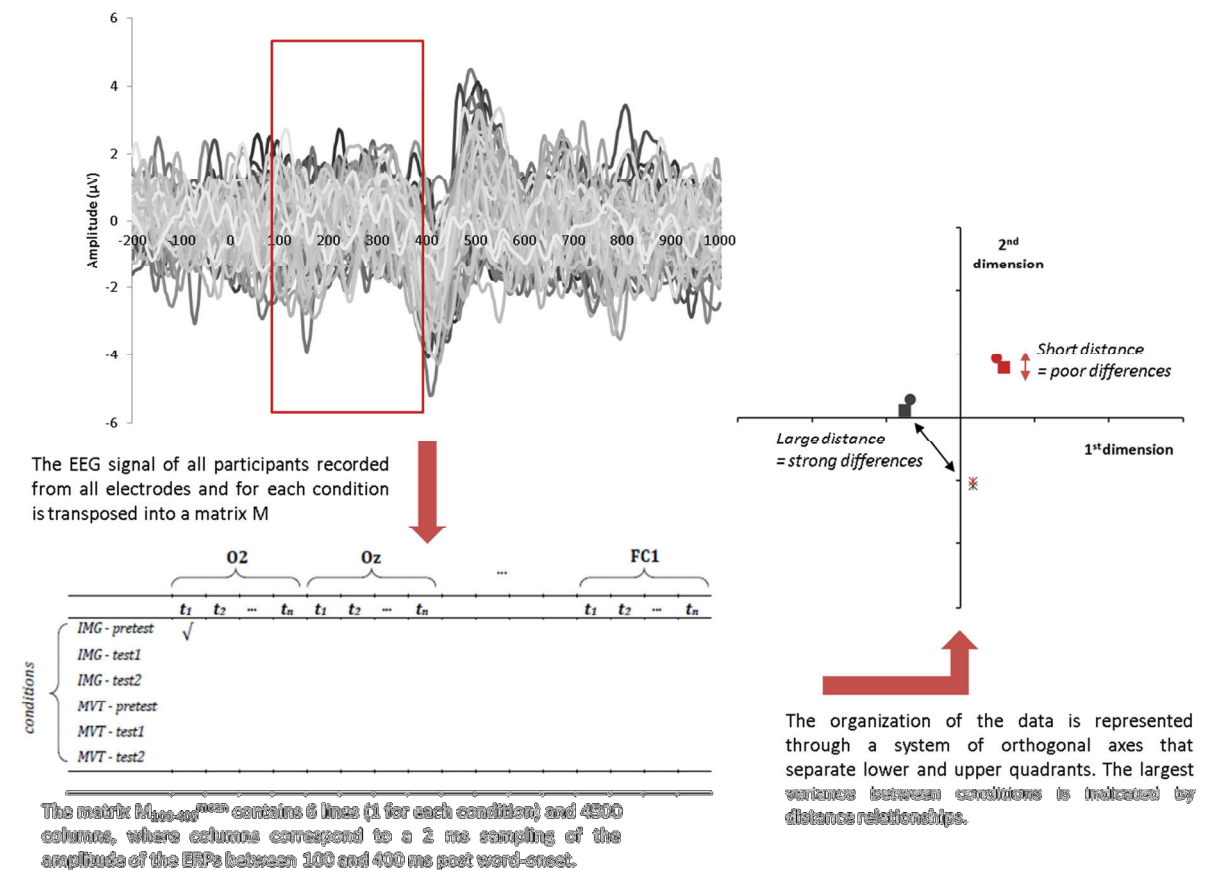 6
4
2
0
-2
-4
-6
Amplitude (µV)
-200 -100 0 100 200 300 400 500 600 700 800 900 1000
The EEG signal of all participants recorded
from all electrodes and for each condition
is transposed into a matrix M
O2 Oz ... FC1
t1 t2 ... tn t1 t2 ... tn t1 t2 ... tn
conditions
IMG - pretest √
IMG - test1
IMG - test2
MVT - pretest
MVT - test1
MVT - test2
The matrix M100-400mean contains 6 lines (1 for each condition) and 4500
columns, where columns correspond to a 2 ms sampling of the
amplitude of the ERPs between 100 and 400 ms post word-onset.
2nd
dimension
Short distance
= poor differences
Large distance
= strong differences
1st dimension
The organization of the data is represented
through a system of orthogonal axes that
separate lower and upper quadrants. The largest
variance between conditions is indicated by
distance relationships.